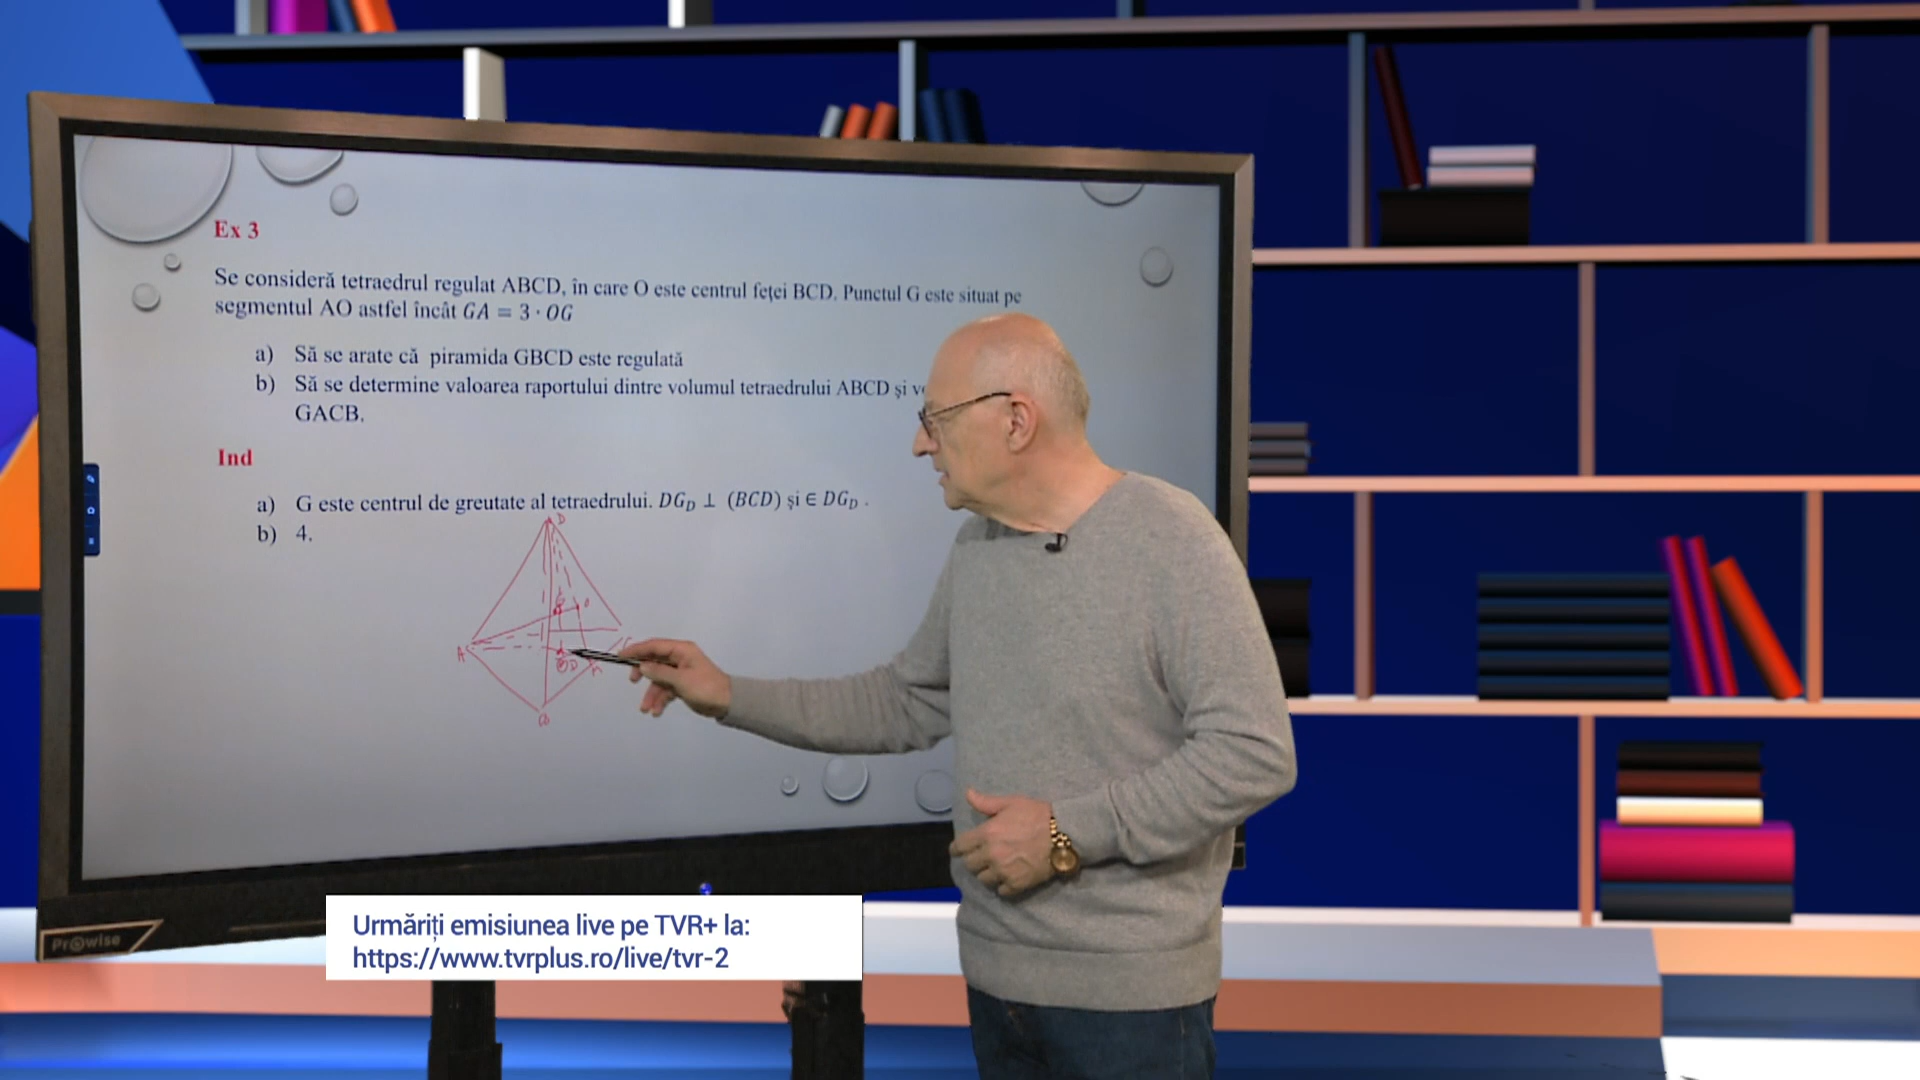 Ex 3
Se consideră tetraedrul regulat ABCD, în care O este centrul feței BCD. Punctul G este situat pe
segmentul AO astfel încât GA = 3 · OG
a) Să se arate că piramida GBCD este regulată
b) Să se determine valoarea raportului dintre volumul tetraedrului ABCD și
GACB.
Ind
a) G este centrul de greutate al tetraedrului. DG_D ⊥ (BCD) și ∈ DG_D .
b) 4.
D
G O
A
B
Prowise
Urmăriți emisiunea live pe TVR+ la:
https://www.tvrplus.ro/live/tvr-2